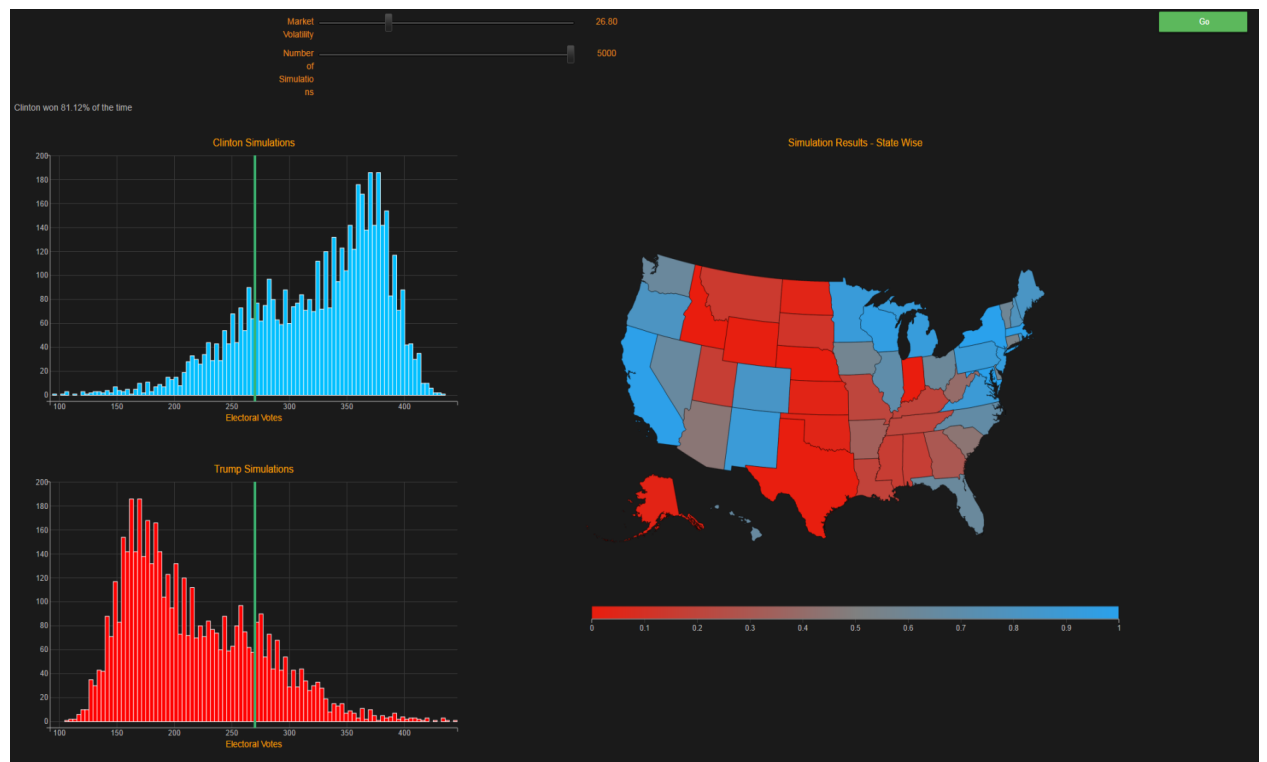 Market
Volatility
26.80
Go
Number
of
Simulatio
ns
5000
Clinton won 81.12% of the time
Clinton Simulations
200
180
160
140
120
100
80
60
40
20
0
100 150 200 250 300 350 400
Electoral Votes
Simulation Results - State Wise
0 0.1 0.2 0.3 0.4 0.5 0.6 0.7 0.8 0.9 1
Trump Simulations
200
180
160
140
120
100
80
60
40
20
0
100 150 200 250 300 350 400
Electoral Votes